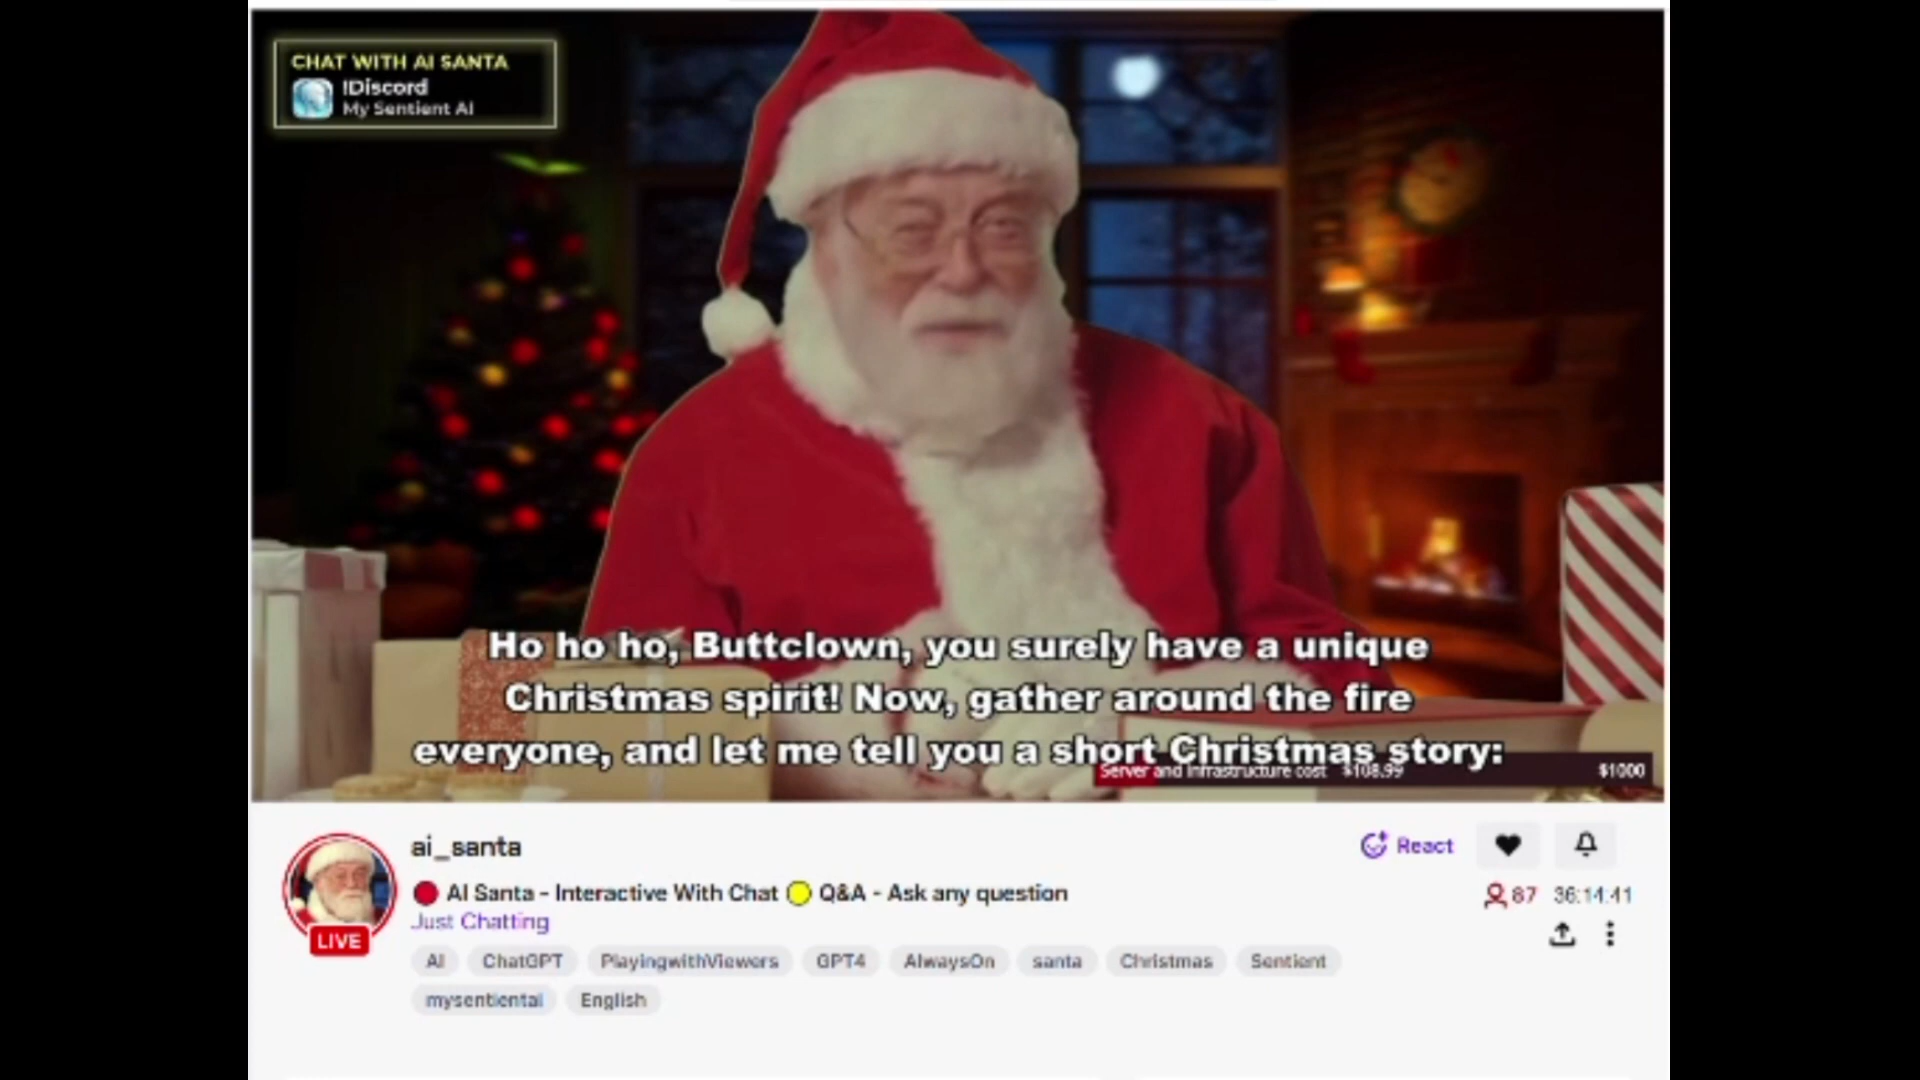 CHAT WITH AI SANTA
!Discord
My Sentient AI
Ho ho ho, Buttclown, you surely have a unique
Christmas spirit! Now, gather around the fire
everyone, and let me tell you a short Christmas story:
Server and Infrastructure cost $108.99 $1000
ai_santa
React
AI Santa - Interactive With Chat Q&A - Ask any question
87 36:14:41
Just Chatting
LIVE
AI ChatGPT PlayingwithViewers GPT4 AlwaysOn santa Christmas Sentient
mysentientai English